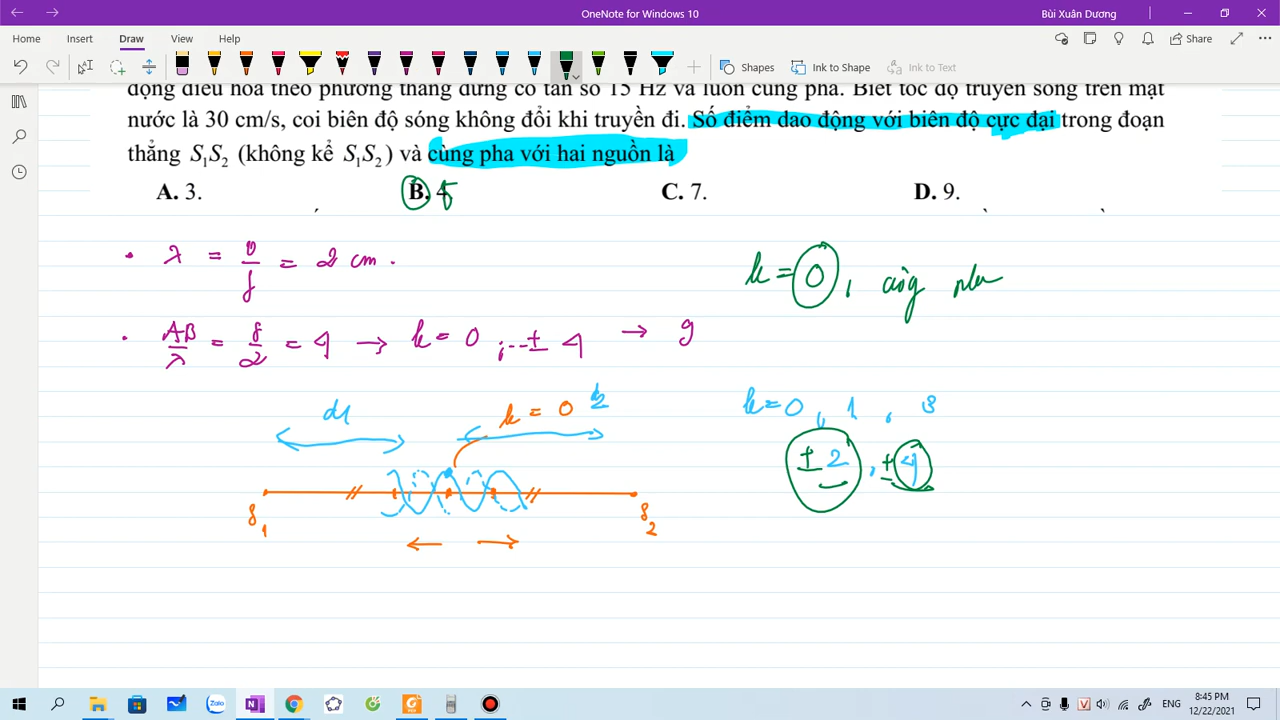 OneNote for Windows 10
Bùi Xuân Dương
Home Insert Draw View Help
Share
Shapes Ink to Shape Ink to Text
động điều hòa theo phương thẳng đứng có tần số 15 Hz và luôn cùng pha. Biết tốc độ truyền sóng trên mặt
nước là 30 cm/s, coi biên độ sóng không đổi khi truyền đi. Số điểm dao động với biên độ cực đại trong đoạn
thẳng S₁S₂ (không kể S₁S₂) và cùng pha với hai nguồn là
A. 3. B. C. 7. D. 9.
• λ = v/f = 2 cm.
k = 0, cùng pha
• AB/λ = 8/2 = 4 → k = 0; ...± 4 → 9
d1 k = 0 d2
k = 0, 1, 3
± 2, ± 4
S₁ S₂
8:45 PM
12/22/2021